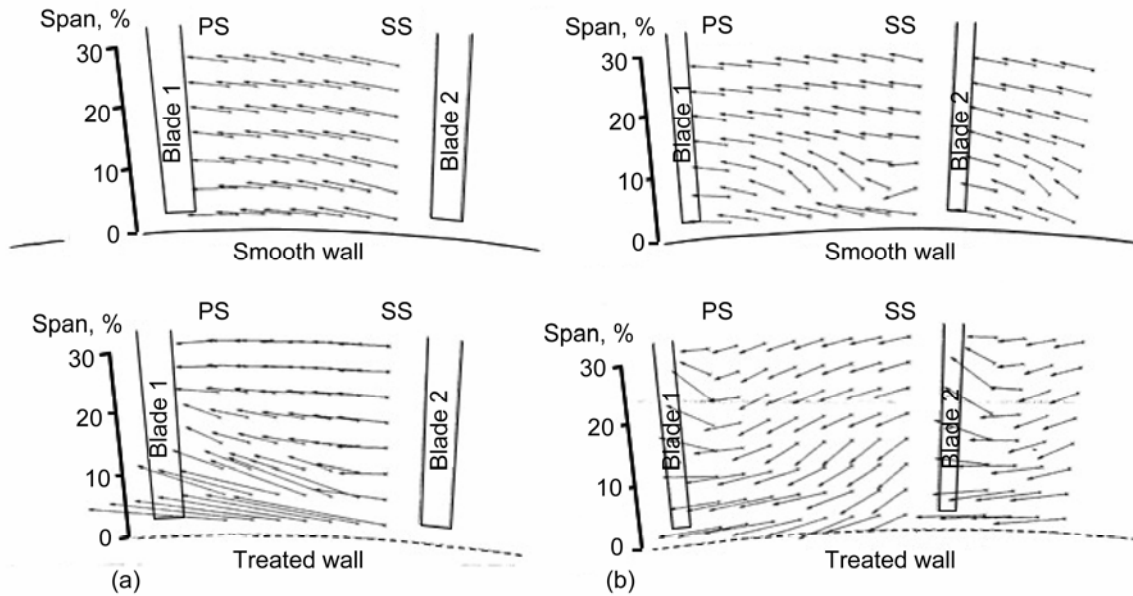 Span, %
PS
SS
30
20
10
0
Blade 1
Blade 2
Smooth wall
Span, %
PS
SS
30
20
10
0
Blade 1
Blade 2
Smooth wall
Span, %
PS
SS
30
20
10
0
Blade 1
Blade 2
Treated wall
(a)
Span, %
PS
SS
30
20
10
0
Blade 1
Blade 2
Treated wall
(b)